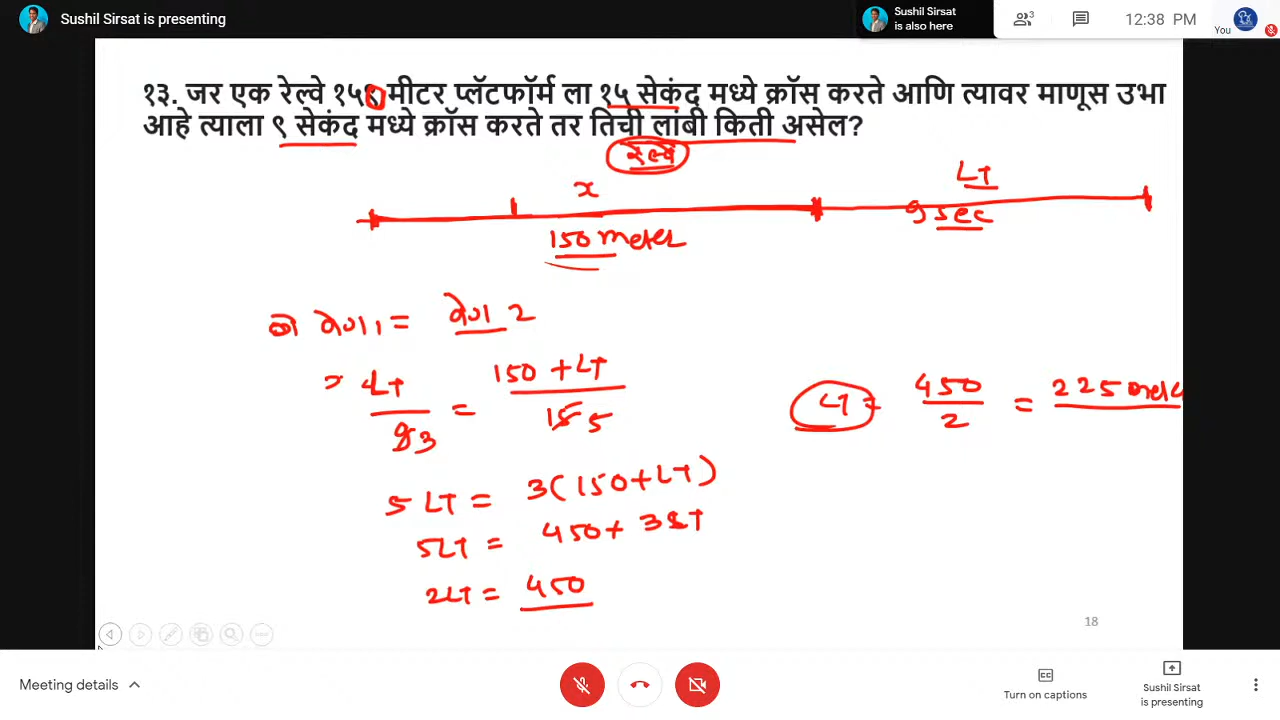 Sushil Sirsat is presenting
Sushil Sirsat
is also here
3
12:38 PM
You
१३. जर एक रेल्वे १५० मीटर प्लॅटफॉर्म ला १५ सेकंद मध्ये क्रॉस करते आणि त्यावर माणूस उभा
आहे त्याला ९ सेकंद मध्ये क्रॉस करते तर तिची लांबी किती असेल?
रेल्वे
x
LT
9 sec
150 meter
वेग1 = वेग 2
LT/9 3 = 150 + LT/15 5
LT = 450/2 = 225
5 LT = 3(150+LT)
5LT = 450+ 3LT
2LT = 450
18
Meeting details
Turn on captions
Sushil Sirsat
is presenting